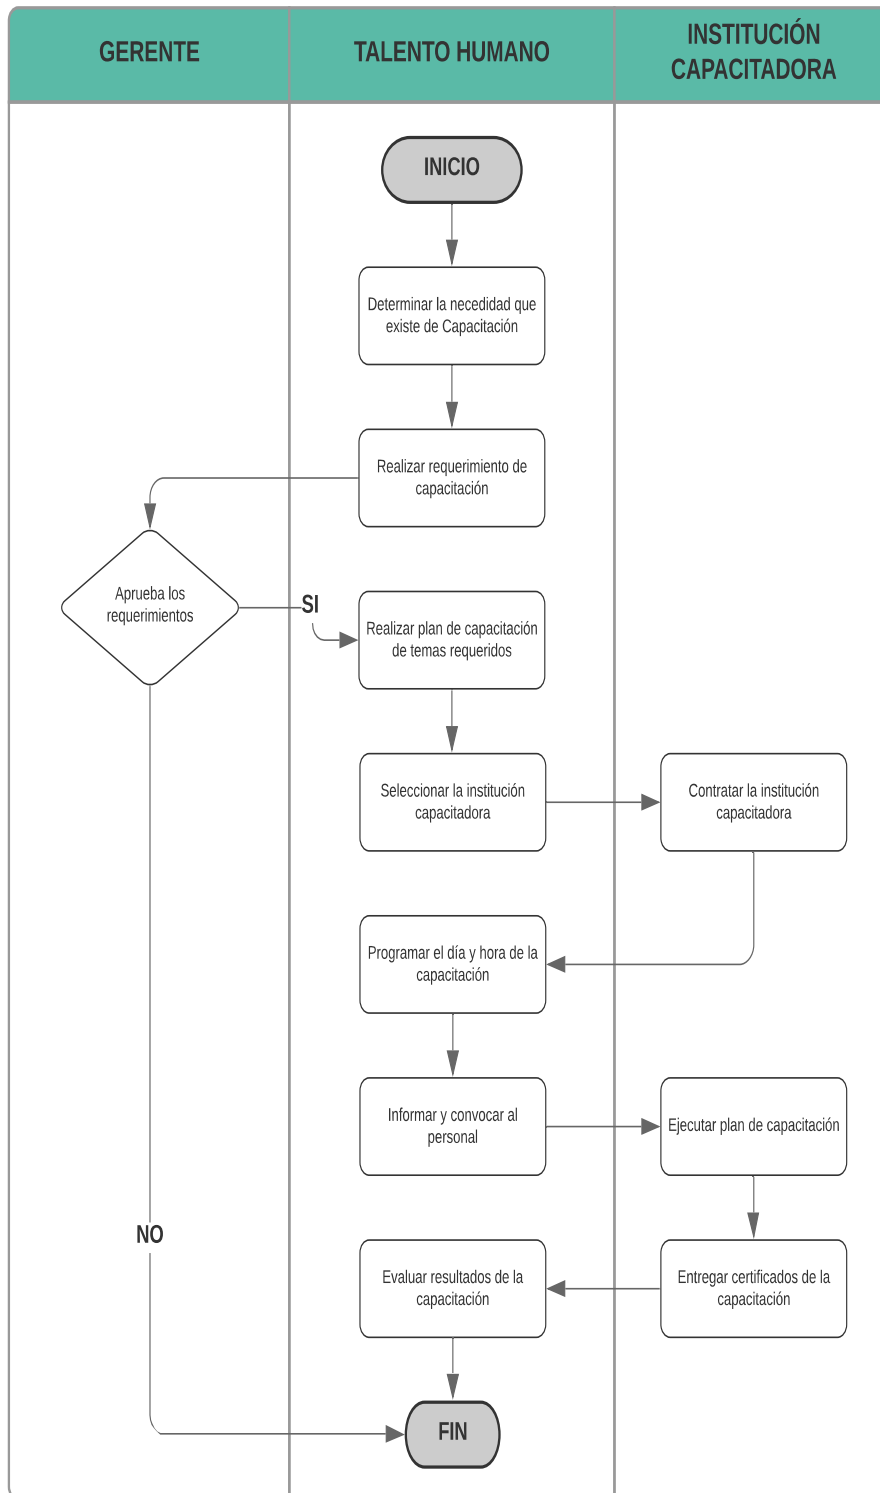 GERENTE
TALENTO HUMANO
INSTITUCIÓN
CAPACITADORA
INICIO
Determinar la necedidad que
existe de Capacitación
Realizar requerimiento de
capacitación
Aprueba los
requerimientos
SI
Realizar plan de capacitación
de temas requeridos
Seleccionar la institución
capacitadora
Contratar la institución
capacitadora
Programar el día y hora de la
capacitación
Informar y convocar al
personal
Ejecutar plan de capacitación
NO
Evaluar resultados de la
capacitación
Entregar certificados de la
capacitación
FIN